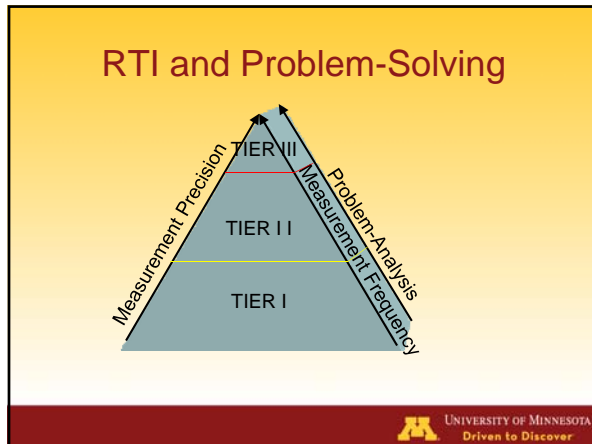 RTI and Problem-Solving
TIER III
Measurement Precision
Problem-Analysis
Measurement Frequency
TIER I I
TIER I
UNIVERSITY OF MINNESOTA
Driven to Discover